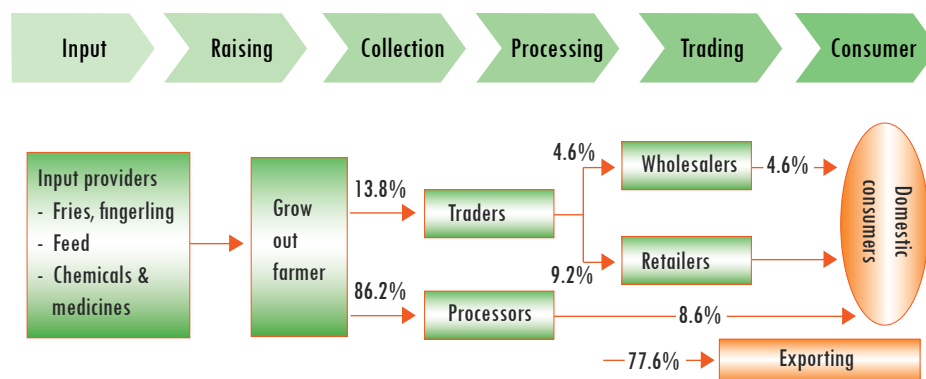 Input
Raising
Collection
Processing
Trading
Consumer
Input providers
- Fries, fingerling
- Feed
- Chemicals &
medicines
Grow
out
farmer
13.8%
86.2%
Traders
Processors
4.6%
9.2%
Wholesalers
Retailers
4.6%
8.6%
Domestic
consumers
77.6%
Exporting